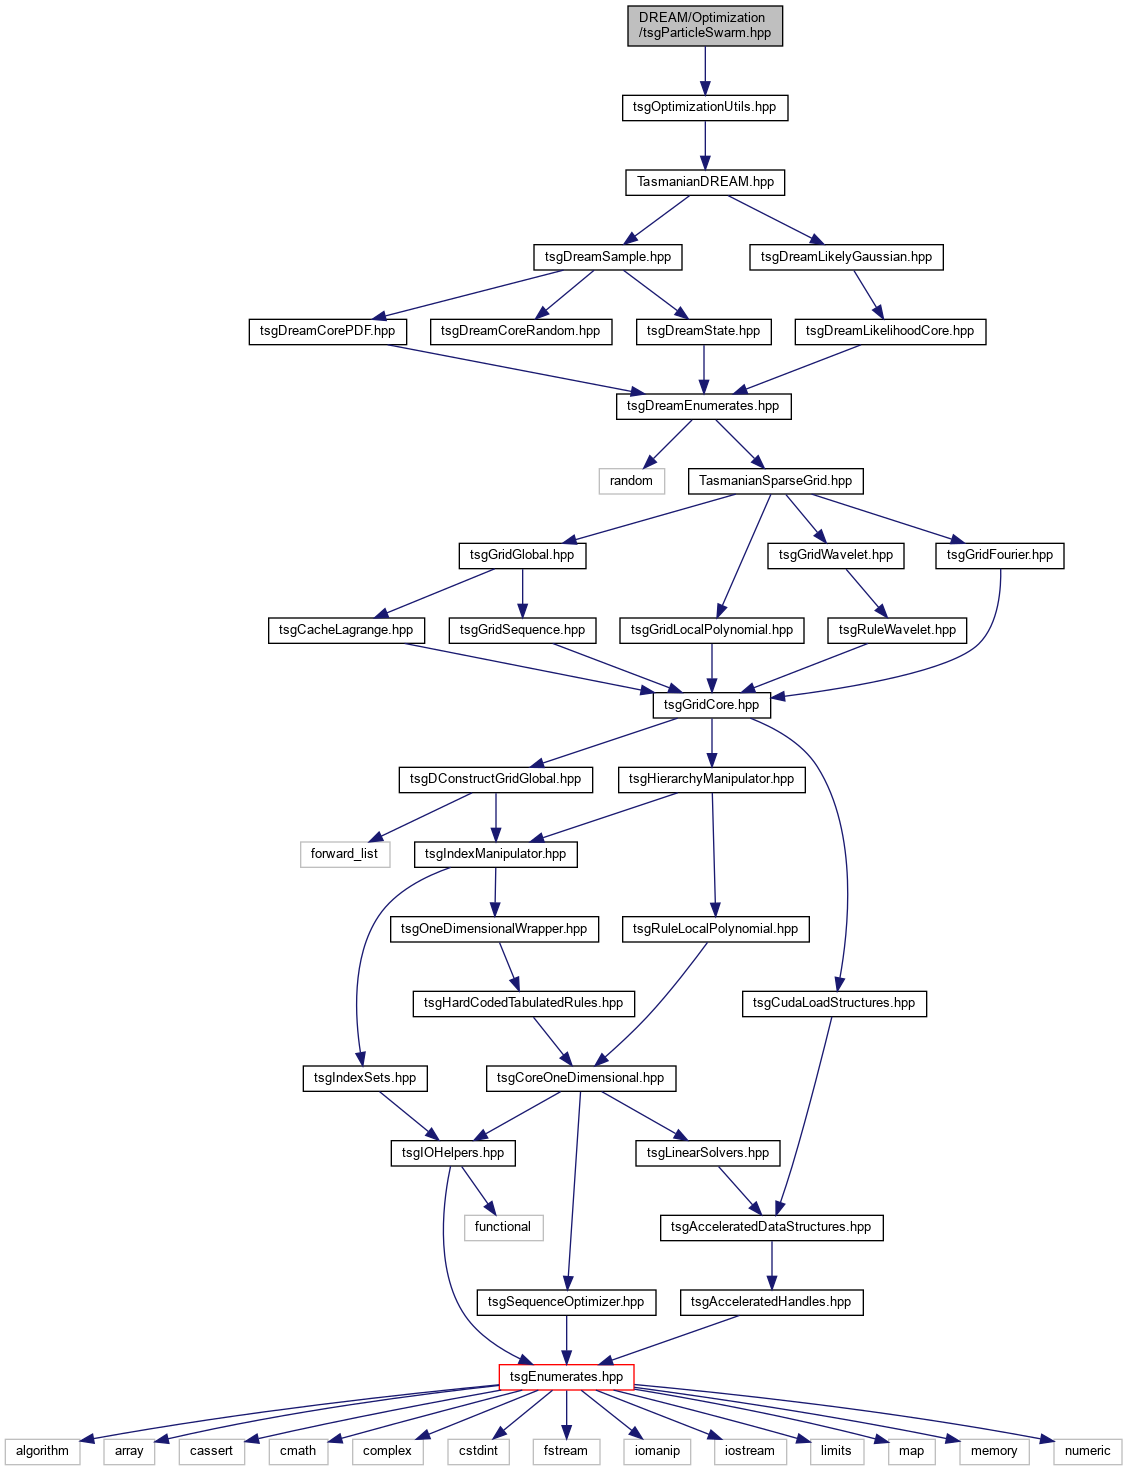 DREAM/Optimization
/tsgParticleSwarm.hpp
tsgOptimizationUtils.hpp
TasmanianDREAM.hpp
tsgDreamSample.hpp
tsgDreamLikelyGaussian.hpp
tsgDreamCorePDF.hpp
tsgDreamCoreRandom.hpp
tsgDreamState.hpp
tsgDreamLikelihoodCore.hpp
tsgDreamEnumerates.hpp
random
TasmanianSparseGrid.hpp
tsgGridGlobal.hpp
tsgGridWavelet.hpp
tsgGridFourier.hpp
tsgCacheLagrange.hpp
tsgGridSequence.hpp
tsgGridLocalPolynomial.hpp
tsgRuleWavelet.hpp
tsgGridCore.hpp
tsgDConstructGridGlobal.hpp
tsgHierarchyManipulator.hpp
forward_list
tsgIndexManipulator.hpp
tsgOneDimensionalWrapper.hpp
tsgRuleLocalPolynomial.hpp
tsgHardCodedTabulatedRules.hpp
tsgCudaLoadStructures.hpp
tsgIndexSets.hpp
tsgCoreOneDimensional.hpp
tsgIOHelpers.hpp
tsgLinearSolvers.hpp
functional
tsgAcceleratedDataStructures.hpp
tsgSequenceOptimizer.hpp
tsgAcceleratedHandles.hpp
tsgEnumerates.hpp
algorithm
array
cassert
cmath
complex
cstdint
fstream
iomanip
iostream
limits
map
memory
numeric